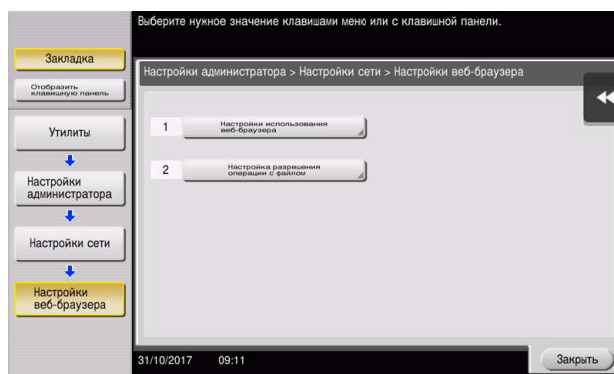 Выберите нужное значение клавишами меню или с клавишной панели.
Закладка
Отобразить
клавишную панель
Утилиты
Настройки
администратора
Настройки сети
Настройки
веб-браузера
Настройки администратора > Настройки сети > Настройки веб-браузера
1
Настройки использования
веб-браузера
2
Настройка разрешения
операции с файлом
31/10/2017 09:11
Закрыть